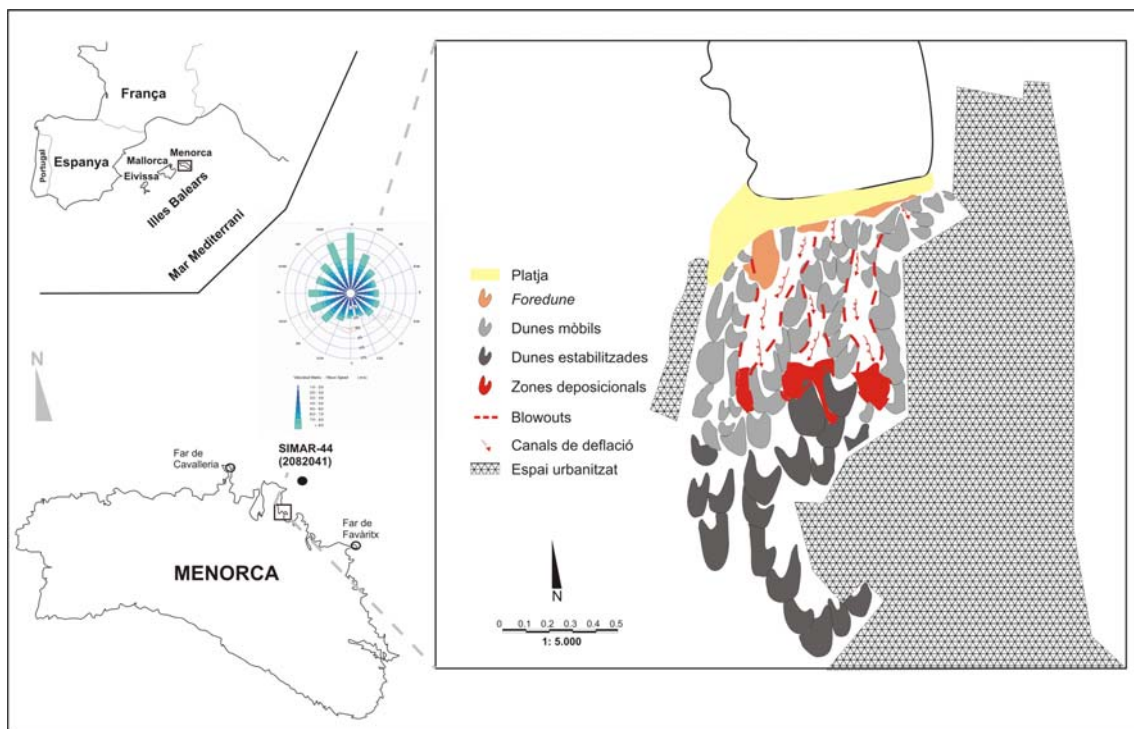 França
Espanya
Portugal
Mallorca
Menorca
Eivissa
Illes Balears
Mar Mediterrani
N
SIMAR-44
(2082041)
Far de
Cavalleria
Far de
Favàritx
MENORCA
Platja
Foredune
Dunes mòbils
Dunes estabilitzades
Zones deposicionals
Blowouts
Canals de defació
Espai urbanitzat
N
0 0.1 0.2 0.3 0.4 0.5
1: 5.000